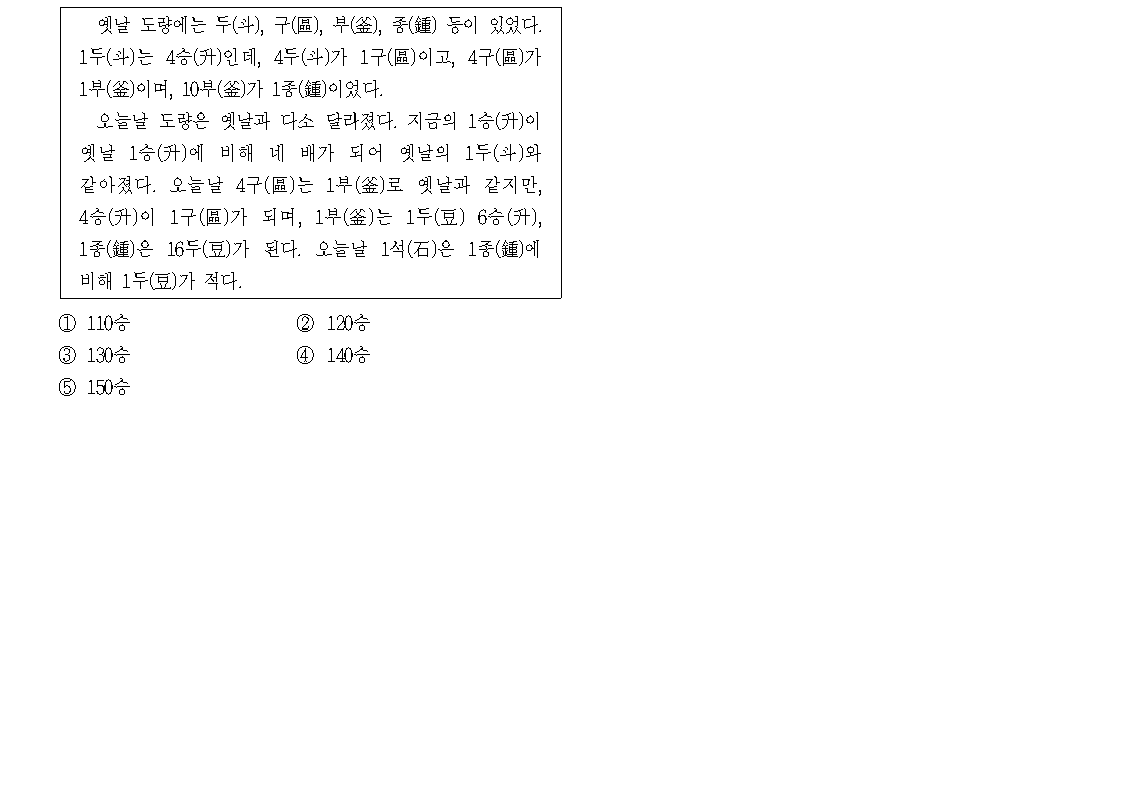 옛날 도량에는 두(斗), 구(區), 부(釜), 종(鍾) 등이 있었다.
1두(斗)는 4승(升)인데, 4두(斗)가 1구(區)이고, 4구(區)가
1부(釜)이며, 10부(釜)가 1종(鍾)이었다.
오늘날 도량은 옛날과 다소 달라졌다. 지금의 1승(升)이
옛날 1승(升)에 비해 네 배가 되어 옛날의 1두(斗)와
같아졌다. 오늘날 4구(區)는 1부(釜)로 옛날과 같지만,
4승(升)이 1구(區)가 되며, 1부(釜)는 1두(豆) 6승(升),
1종(鍾)은 16두(豆)가 된다. 오늘날 1석(石)은 1종(鍾)에
비해 1두(豆)가 적다.
① 110승 ② 120승
③ 130승 ④ 140승
⑤ 150승